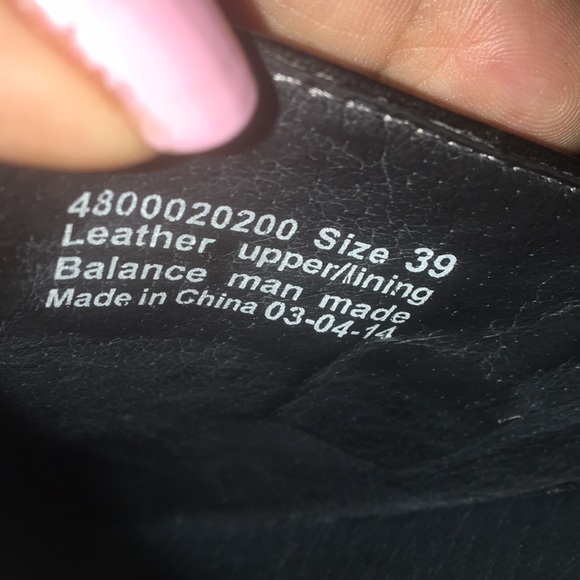 4800020200 Size 39
Leather upper/lining
Balance man made
Made in China 03-04-14